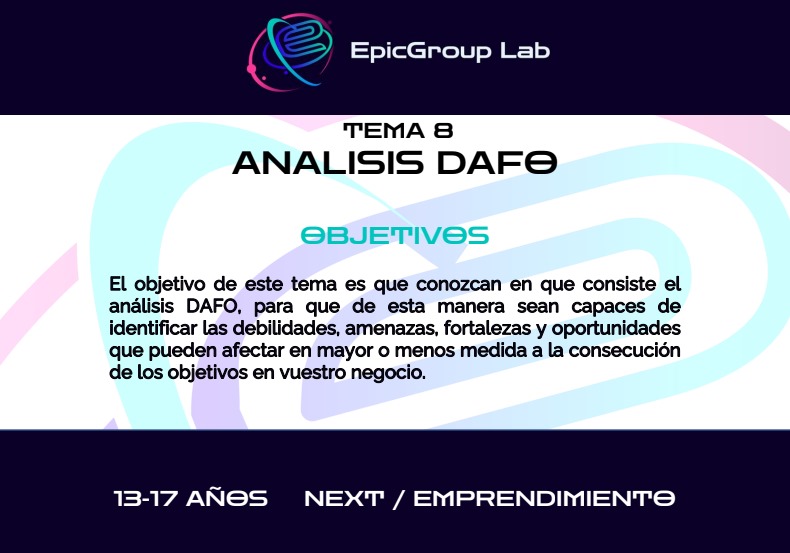 EpicGroup Lab
TEMA 8
ANALISIS DAFO
OBJETIVOS
El objetivo de este tema es que conozcan en que consiste el
análisis DAFO, para que de esta manera sean capaces de
identificar las debilidades, amenazas, fortalezas y oportunidades
que pueden afectar en mayor o menos medida a la consecución
de los objetivos en vuestro negocio.
13-17 AÑOS NEXT / EMPRENDIMIENTO